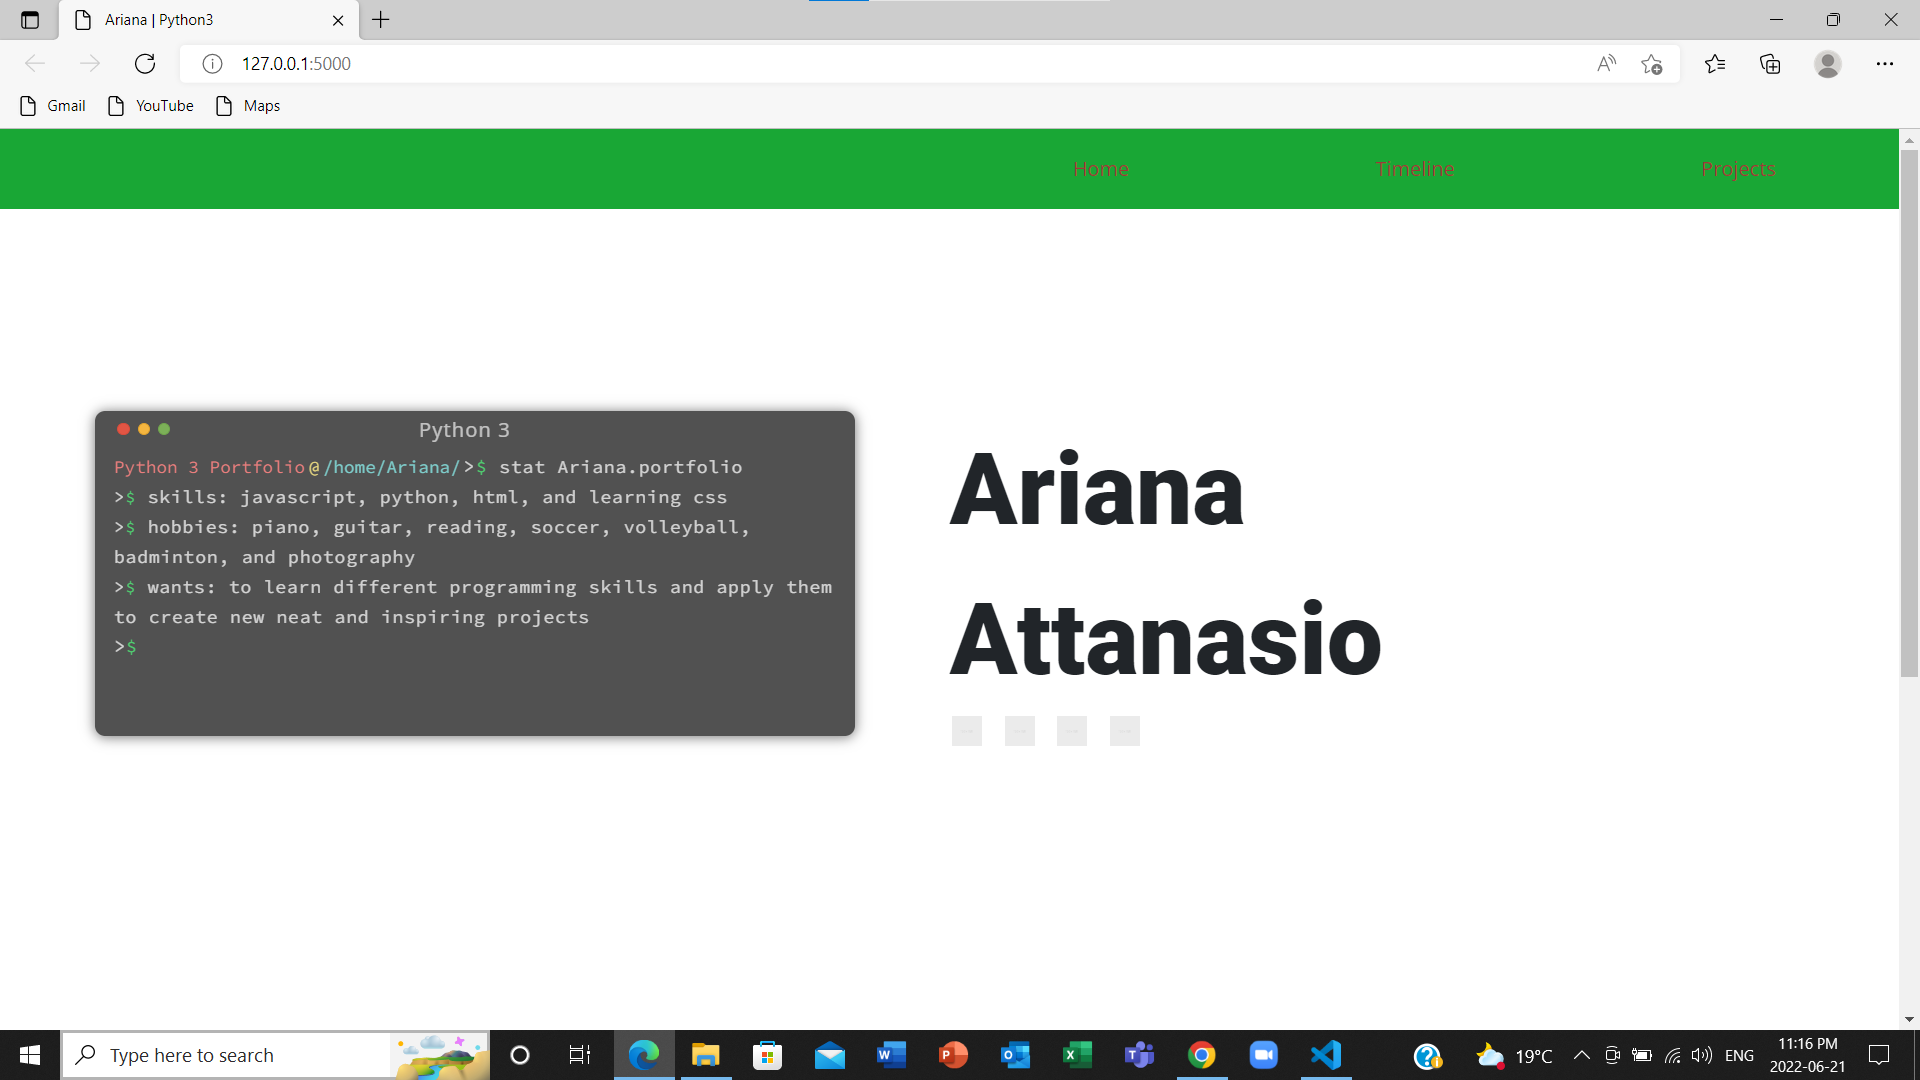 Ariana | Python3
127.0.0.1:5000
Gmail YouTube Maps
Home Timeline Projects
Python 3
Python 3 Portfolio@/home/Ariana/>$ stat Ariana.portfolio
>$ skills: javascript, python, html, and learning css
>$ hobbies: piano, guitar, reading, soccer, volleyball,
badminton, and photography
>$ wants: to learn different programming skills and apply them
to create new neat and inspiring projects
>$
Ariana
Attanasio
Type here to search
19°C
ENG
11:16 PM
2022-06-21